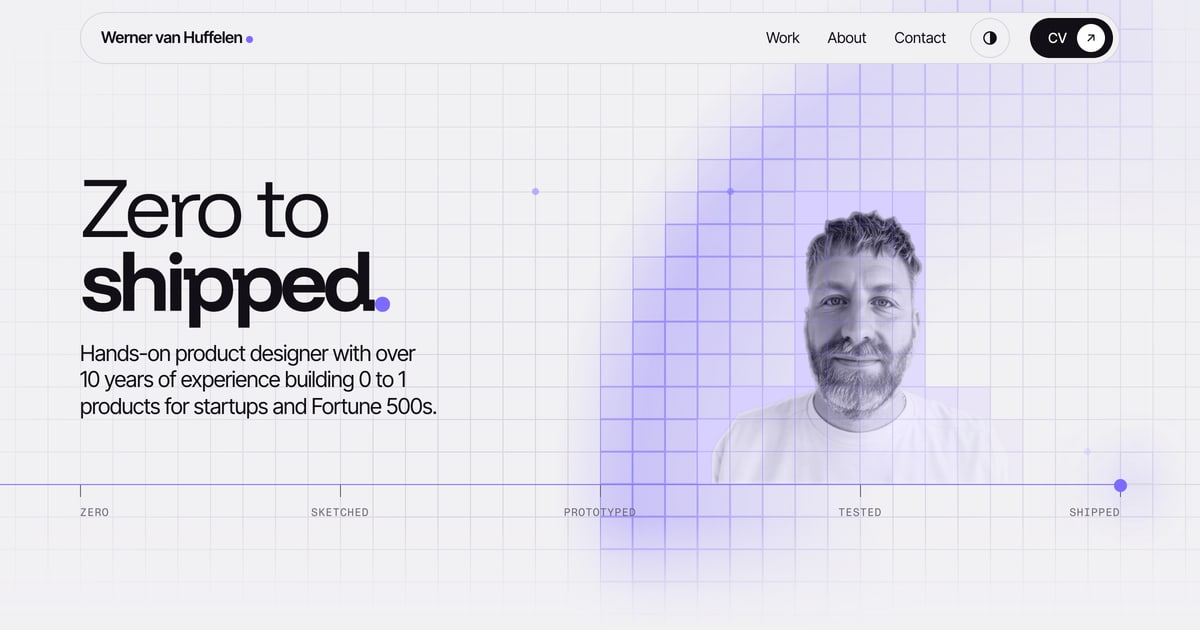 Werner van Huffelen
Work
About
Contact
CV
Zero to
shipped.
Hands-on product designer with over
10 years of experience building 0 to 1
products for startups and Fortune 500s.
ZERO
SKETCHED
PROTOTYPED
TESTED
SHIPPED